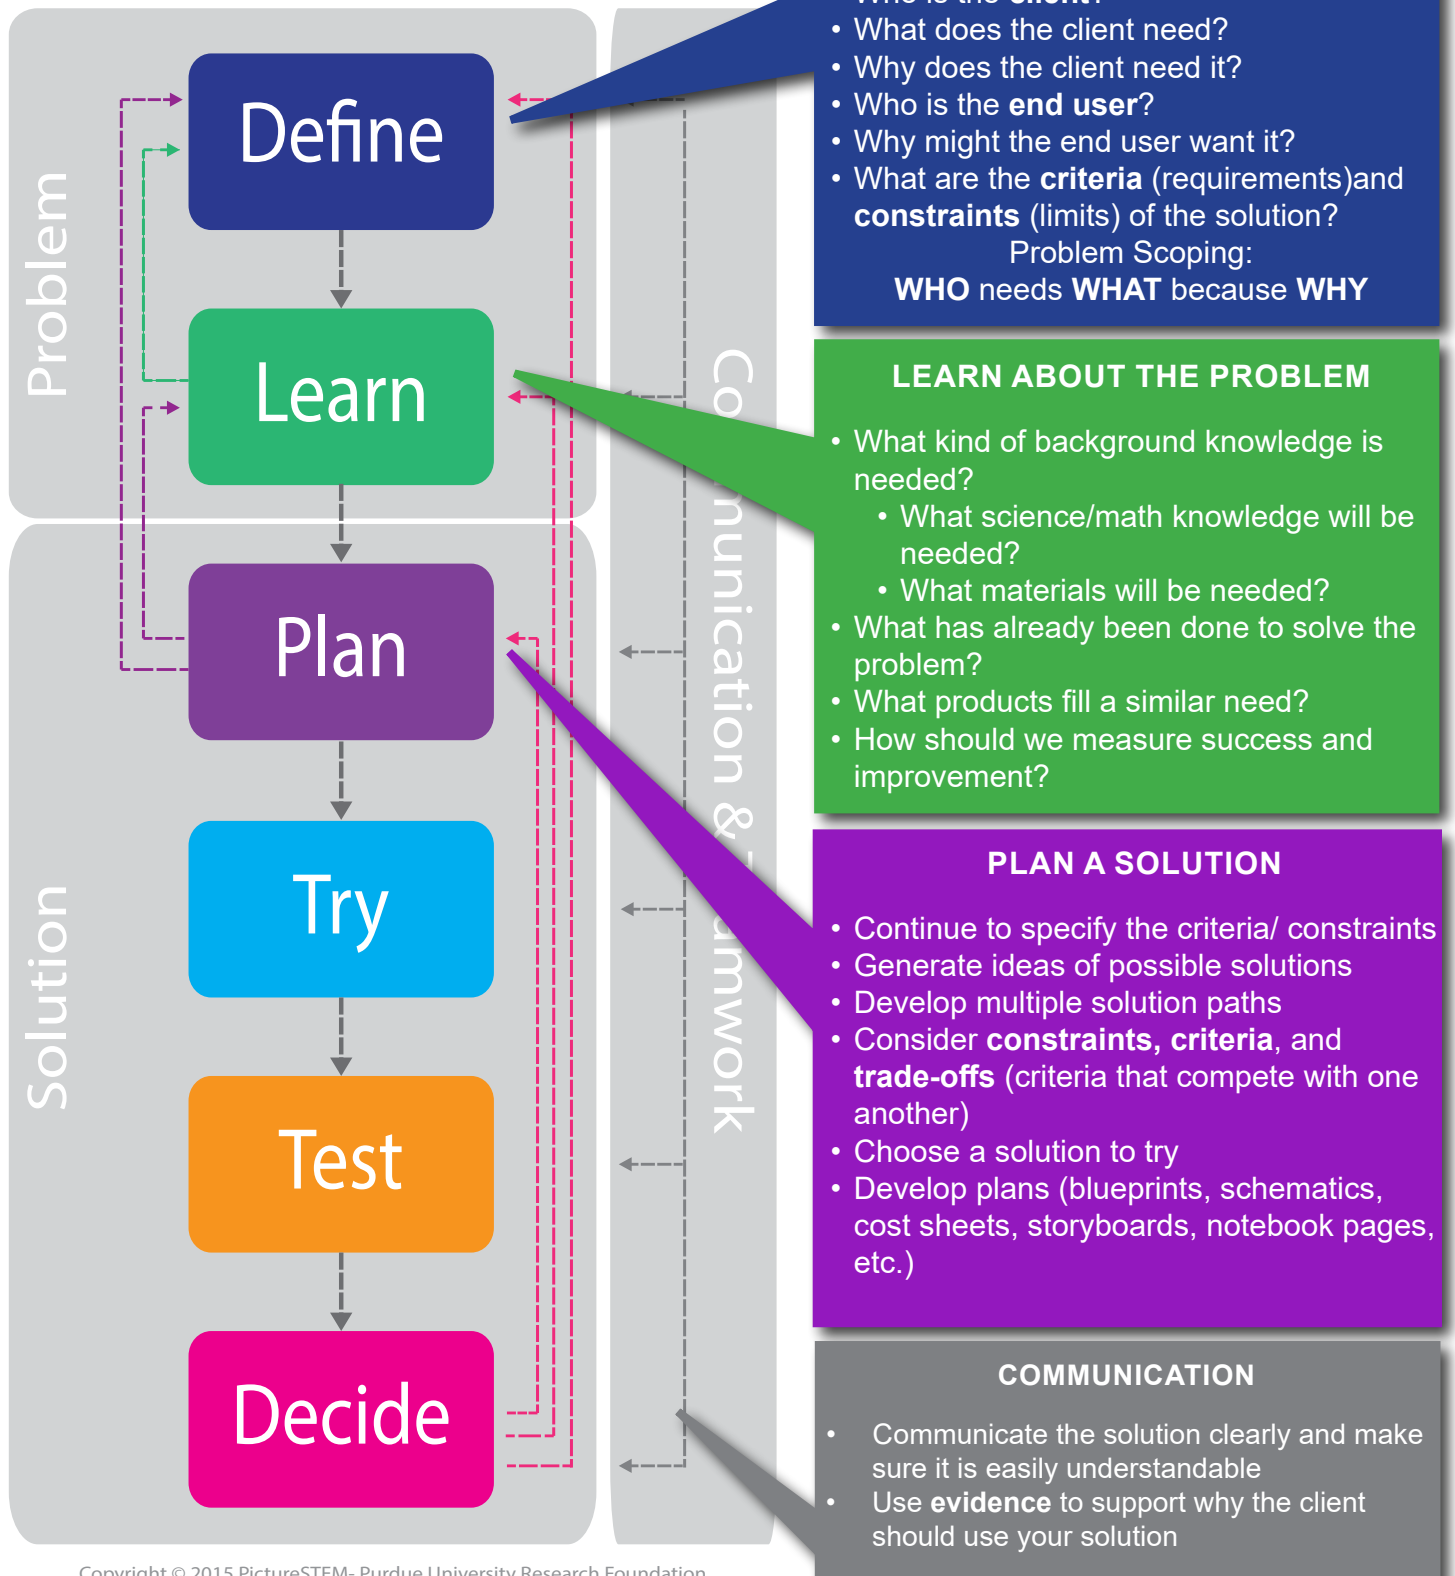 Problem
Define
Learn
Solution
Plan
Try
Test
Decide
Who is the client?
• What does the client need?
• Why does the client need it?
• Who is the end user?
• Why might the end user want it?
• What are the criteria (requirements)and
constraints (limits) of the solution?
Problem Scoping:
WHO needs WHAT because WHY
LEARN ABOUT THE PROBLEM
• What kind of background knowledge is
needed?
• What science/math knowledge will be
needed?
• What materials will be needed?
• What has already been done to solve the
problem?
• What products fill a similar need?
• How should we measure success and
improvement?
PLAN A SOLUTION
• Continue to specify the criteria/ constraints
• Generate ideas of possible solutions
• Develop multiple solution paths
• Consider constraints, criteria, and
trade-offs (criteria that compete with one
another)
• Choose a solution to try
• Develop plans (blueprints, schematics,
cost sheets, storyboards, notebook pages,
etc.)
COMMUNICATION
• Communicate the solution clearly and make
sure it is easily understandable
• Use evidence to support why the client
should use your solution
Copyright © 2015 PictureSTEM- Purdue University Research Foundation